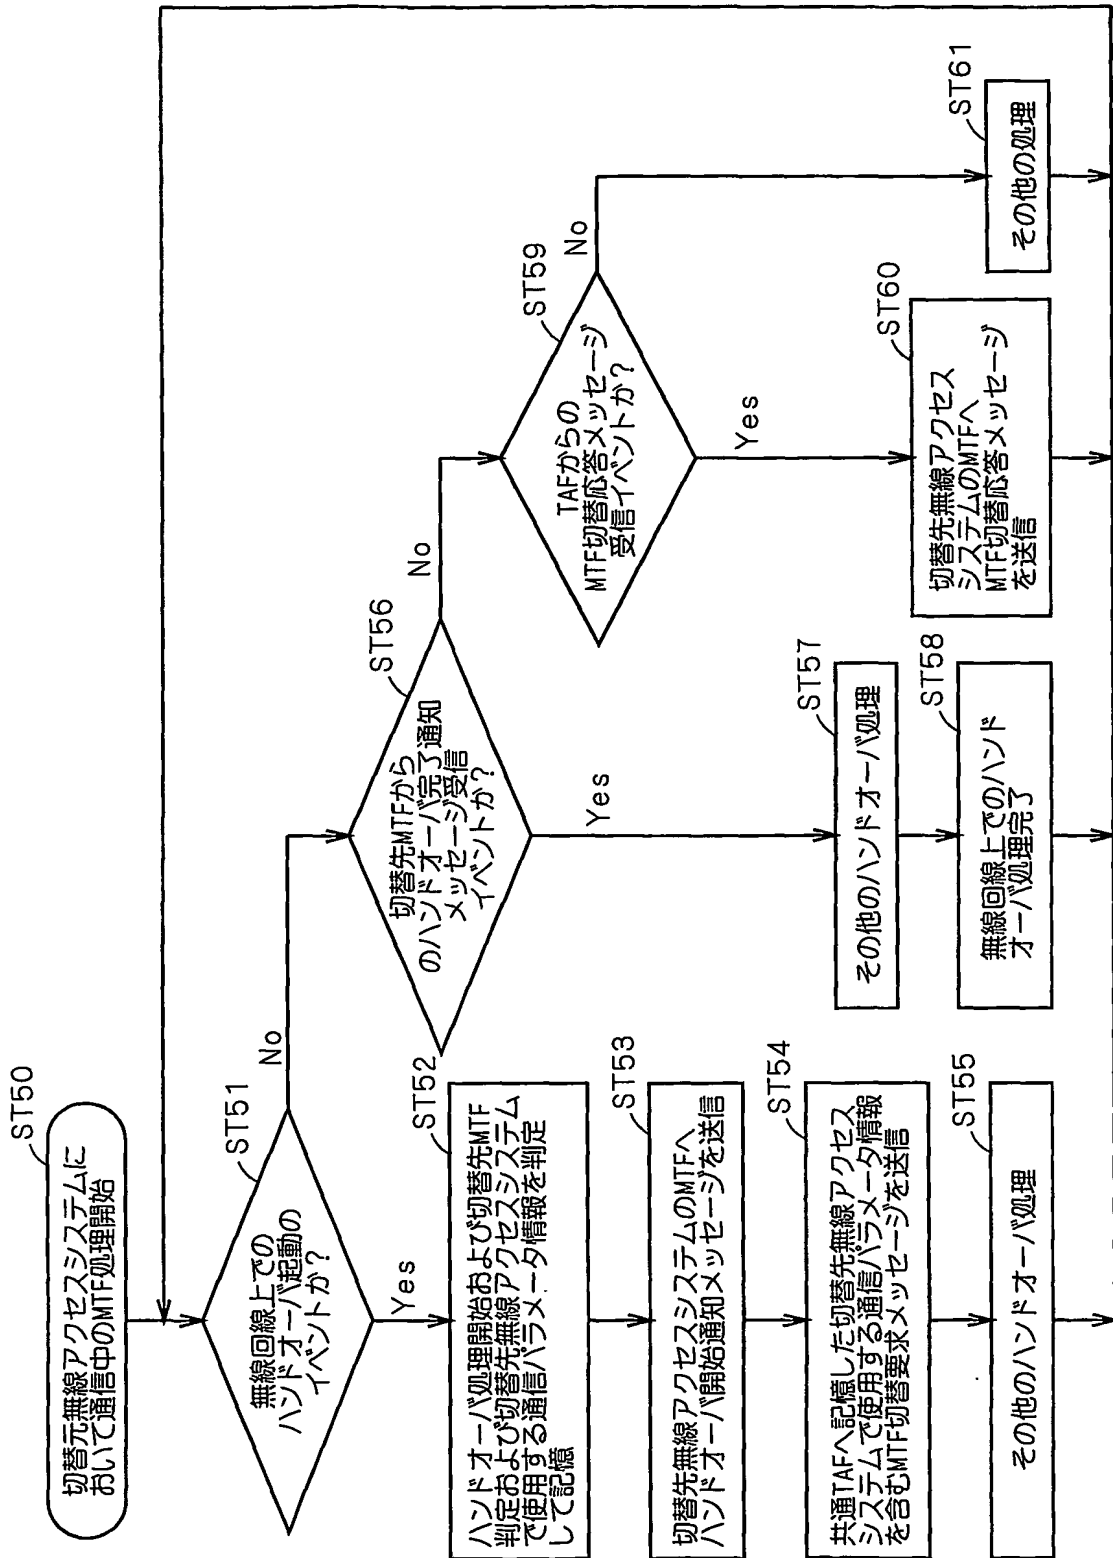 ST50
切替元無線アクセスシステムに
おいて通信中のMTF処理開始
ST51
無線回線上での
ハンドオーバ起動の
イベントか?
No
Yes
ST52
ハンドオーバ処理開始および切替先MTF
判定および切替先無線アクセスシステム
で使用する通信パラメータ情報を判定
して記憶
ST53
切替先無線アクセスシステムのMTFへ
ハンドオーバ開始通知メッセージを送信
ST54
共通TAFへ記憶した切替先無線アクセス
システムで使用する通信パラメータ情報
を含むMTF切替要求メッセージを送信
ST55
その他のハンドオーバ処理
ST56
切替先MTFから
のハンドオーバ完了通知
メッセージ受信
イベントか?
No
Yes
ST57
その他のハンドオーバ処理
ST58
無線回線上でのハンド
オーバ処理完了
ST59
TAFからの
MTF切替応答メッセージ
受信イベントか?
No
Yes
ST60
切替先無線アクセス
システムのMTFへ
MTF切替応答メッセージ
を送信
ST61
その他の処理